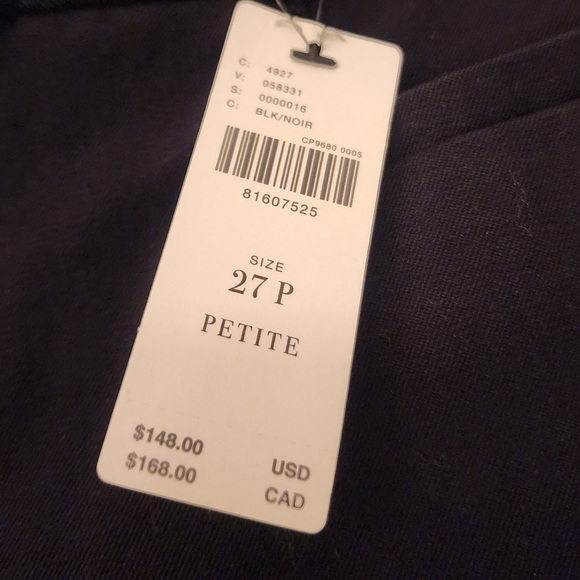 C: 4927
V: 058331
S: 0000016
C: BLK/NOIR
CP9680 0005
81607525
SIZE
27 P
PETITE
$148.00 USD
$168.00 CAD